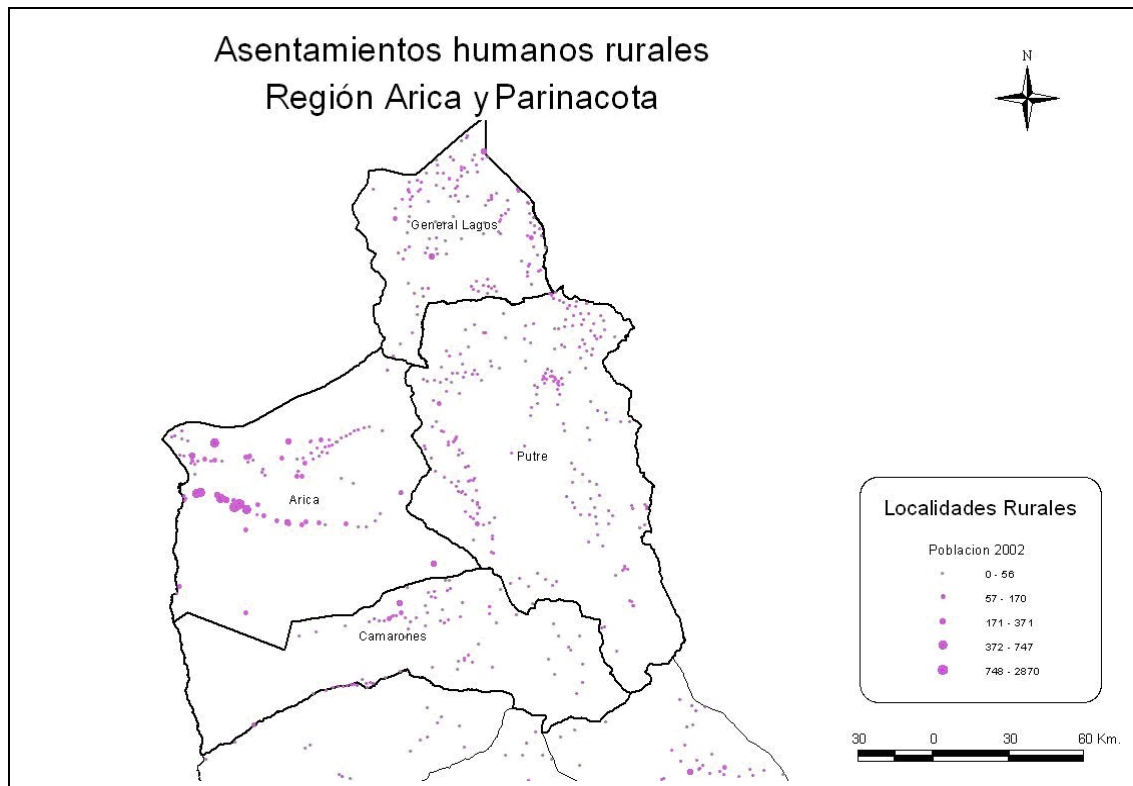 Asentamientos humanos rurales
Región Arica y Parinacota
N
General Lagos
Putre
Arica
Camarones
Localidades Rurales
Poblacion 2002
0 - 56
57 - 170
171 - 371
372 - 747
748 - 2870
30 0 30 60 Km.